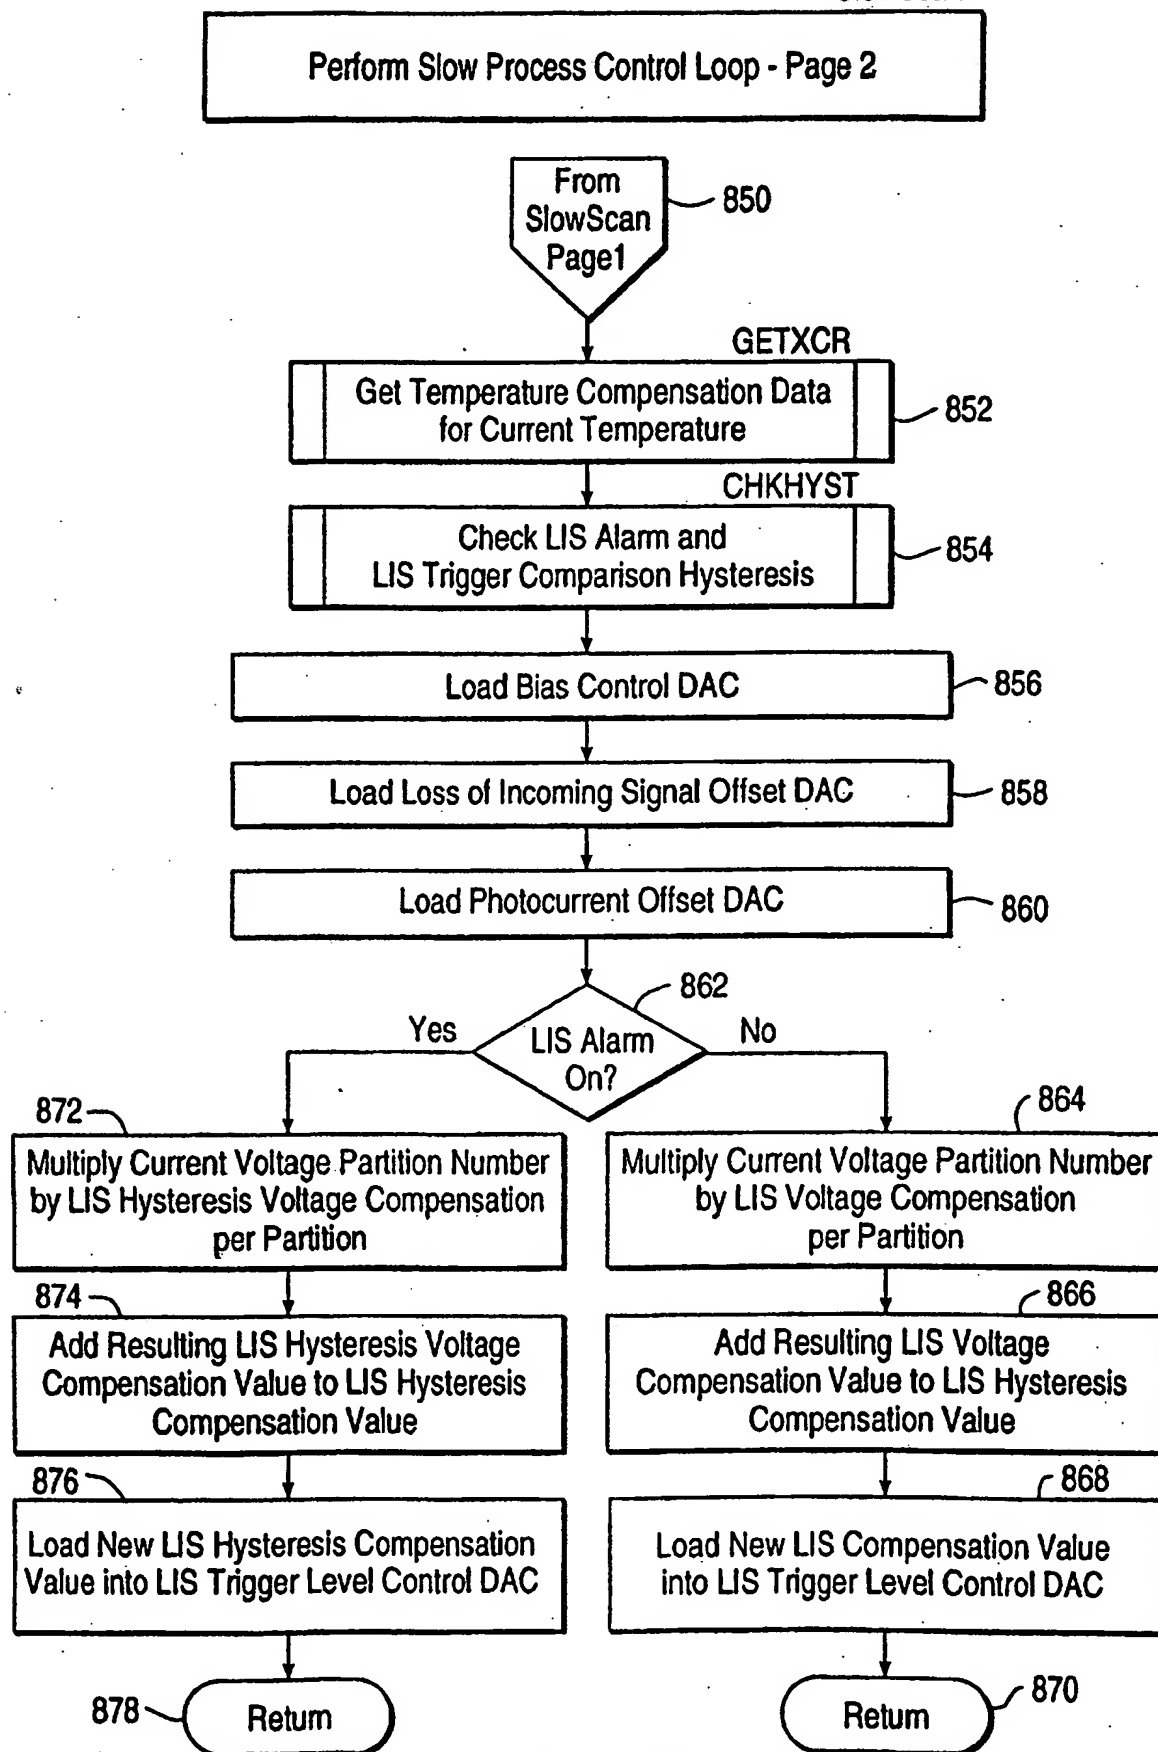 Perform Slow Process Control Loop - Page 2
From
SlowScan
Page1
850
GETXCR
Get Temperature Compensation Data
for Current Temperature
852
CHKHYST
Check LIS Alarm and
LIS Trigger Comparison Hysteresis
854
Load Bias Control DAC
856
Load Loss of Incoming Signal Offset DAC
858
Load Photocurrent Offset DAC
860
862
LIS Alarm
On?
Yes
No
872
Multiply Current Voltage Partition Number
by LIS Hysteresis Voltage Compensation
per Partition
864
Multiply Current Voltage Partition Number
by LIS Voltage Compensation
per Partition
874
Add Resulting LIS Hysteresis Voltage
Compensation Value to LIS Hysteresis
Compensation Value
866
Add Resulting LIS Voltage
Compensation Value to LIS Hysteresis
Compensation Value
876
Load New LIS Hysteresis Compensation
Value into LIS Trigger Level Control DAC
868
Load New LIS Compensation Value
into LIS Trigger Level Control DAC
878
Return
870
Return